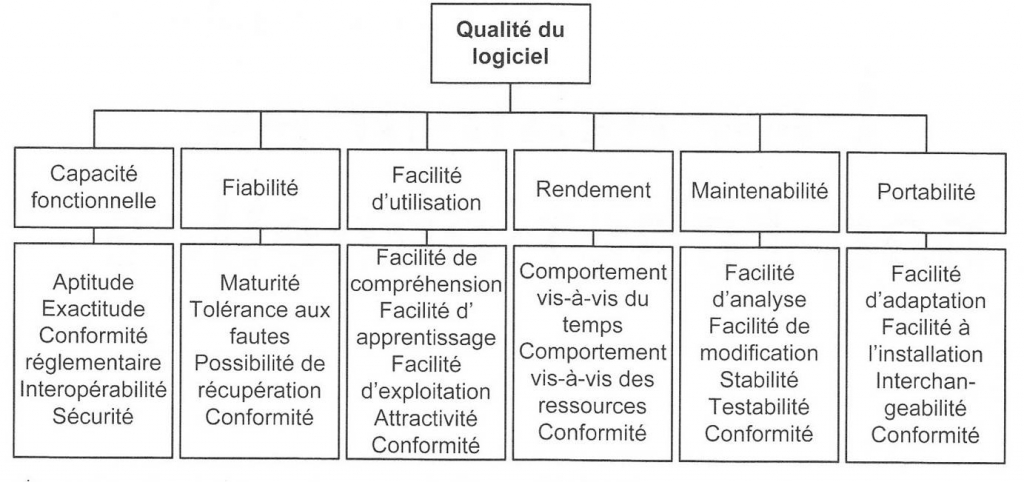 Qualité du
logiciel
Capacité
fonctionnelle
Fiabilité
Facilité
d'utilisation
Rendement
Maintenabilité
Portabilité
Aptitude
Exactitude
Conformité
réglementaire
Interopérabilité
Sécurité
Maturité
Tolérance aux
fautes
Possibilité de
récupération
Conformité
Facilité de
compréhension
Facilité d'
apprentissage
Facilité
d'exploitation
Attractivité
Conformité
Comportement
vis-à-vis du
temps
Comportement
vis-à-vis des
ressources
Conformité
Facilité
d'analyse
Facilité de
modification
Stabilité
Testabilité
Conformité
Facilité
d'adaptation
Facilité à
l'installation
Interchan-
geabilité
Conformité